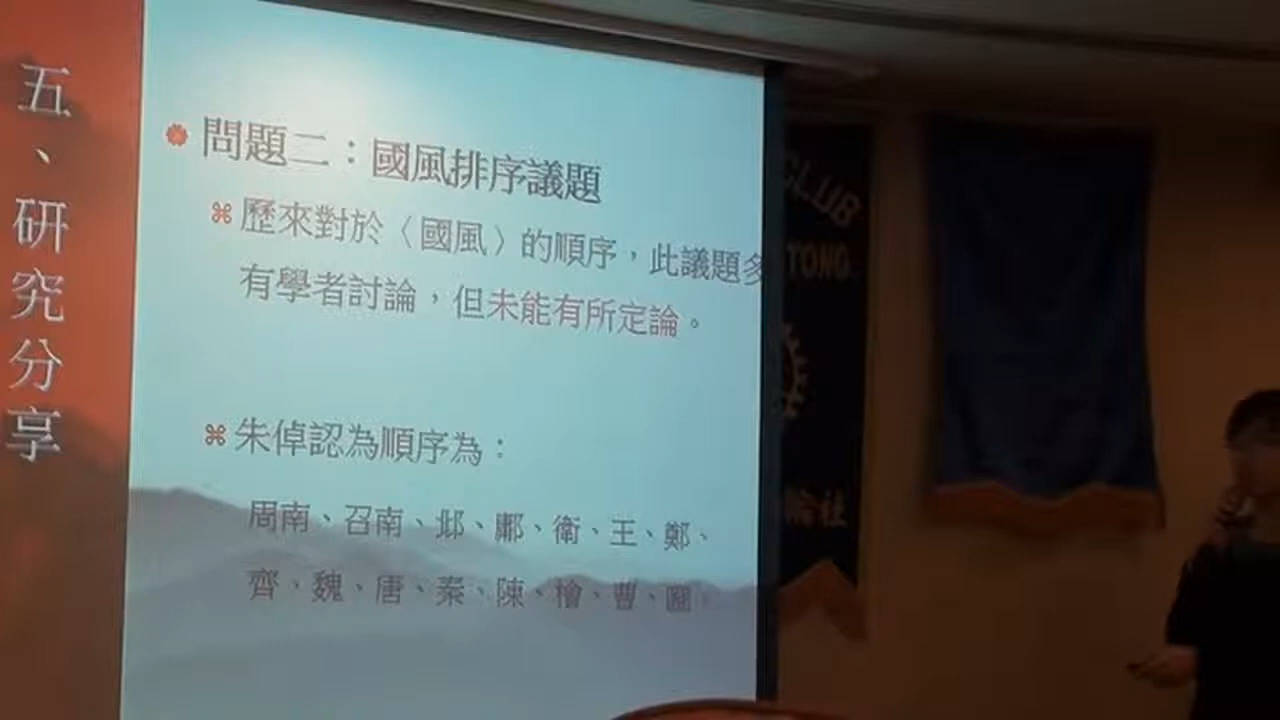 五、研究分享
問題二：國風排序議題
歷來對於〈國風〉的順序，此議題多
有學者討論，但未能有所定論。
朱倬認為順序為：
周南、召南、邶、鄘、衛、王、鄭、
齊、魏、唐、秦、陳、檜、曹、豳
CLUB
TONG
輪社